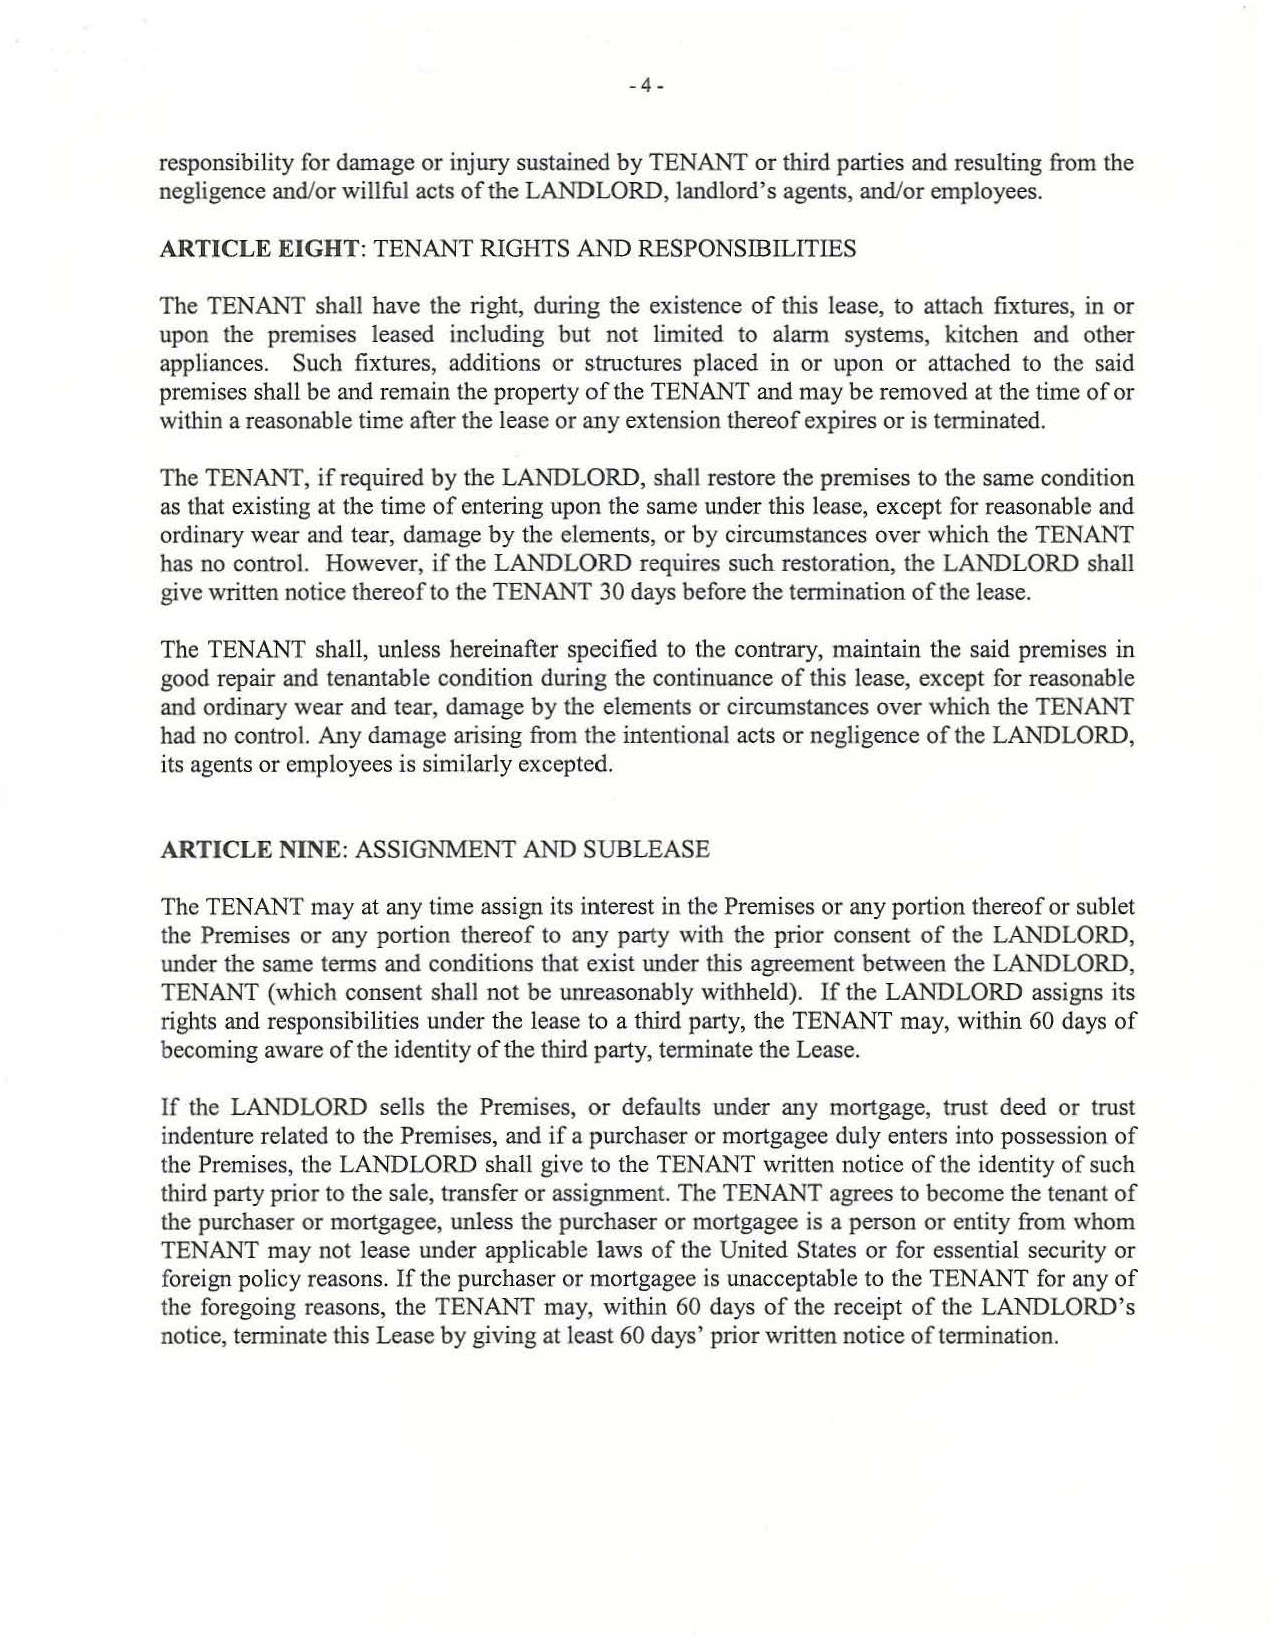 - 4 -
responsibility for damage or injury sustained by TENANT or third parties and resulting from the
negligence and/or willful acts of the LANDLORD, landlord's agents, and/or employees.
ARTICLE EIGHT: TENANT RIGHTS AND RESPONSIBILITIES
The TENANT shall have the right, during the existence of this lease, to attach fixtures, in or
upon the premises leased including but not limited to alarm systems, kitchen and other
appliances. Such fixtures, additions or structures placed in or upon or attached to the said
premises shall be and remain the property of the TENANT and may be removed at the time of or
within a reasonable time after the lease or any extension thereof expires or is terminated.
The TENANT, if required by the LANDLORD, shall restore the premises to the same condition
as that existing at the time of entering upon the same under this lease, except for reasonable and
ordinary wear and tear, damage by the elements, or by circumstances over which the TENANT
has no control. However, if the LANDLORD requires such restoration, the LANDLORD shall
give written notice thereof to the TENANT 30 days before the termination of the lease.
The TENANT shall, unless hereinafter specified to the contrary, maintain the said premises in
good repair and tenantable condition during the continuance of this lease, except for reasonable
and ordinary wear and tear, damage by the elements or circumstances over which the TENANT
had no control. Any damage arising from the intentional acts or negligence of the LANDLORD,
its agents or employees is similarly excepted.
ARTICLE NINE: ASSIGNMENT AND SUBLEASE
The TENANT may at any time assign its interest in the Premises or any portion thereof or sublet
the Premises or any portion thereof to any party with the prior consent of the LANDLORD,
under the same terms and conditions that exist under this agreement between the LANDLORD,
TENANT (which consent shall not be unreasonably withheld). If the LANDLORD assigns its
rights and responsibilities under the lease to a third party, the TENANT may, within 60 days of
becoming aware of the identity of the third party, terminate the Lease.
If the LANDLORD sells the Premises, or defaults under any mortgage, trust deed or trust
indenture related to the Premises, and if a purchaser or mortgagee duly enters into possession of
the Premises, the LANDLORD shall give to the TENANT written notice of the identity of such
third party prior to the sale, transfer or assignment. The TENANT agrees to become the tenant of
the purchaser or mortgagee, unless the purchaser or mortgagee is a person or entity from whom
TENANT may not lease under applicable laws of the United States or for essential security or
foreign policy reasons. If the purchaser or mortgagee is unacceptable to the TENANT for any of
the foregoing reasons, the TENANT may, within 60 days of the receipt of the LANDLORD's
notice, terminate this Lease by giving at least 60 days' prior written notice of termination.